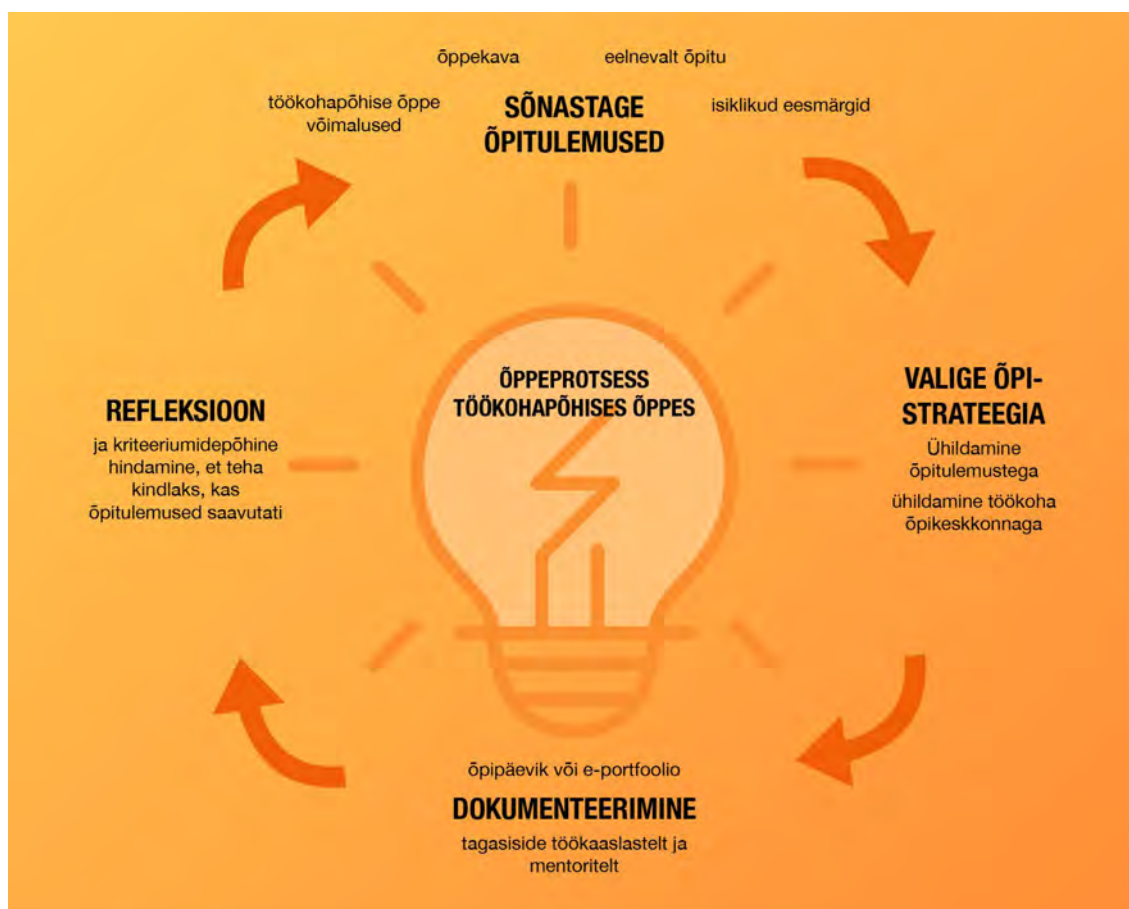 õppekava
eelnevalt õpitu
töökohapõhise õppe
võimalused
SÕNASTAGE
ÕPITULEMUSED
isiklikud eesmärgid
ÕPPEPROTSESS
TÖÖKOHAPÕHISES ÕPPES
VALIGE ÕPI-
STRATEEGIA
Ühildamine
õpitulemustega
ühildamine töökoha
õpikeskkonnaga
õpipäevik või e-portfoolio
DOKUMENTEERIMINE
tagasiside töökaaslastelt ja
mentoritelt
REFLEKSIOON
ja kriteeriumidepõhine
hindamine, et teha
kindlaks, kas
õpitulemused saavutati